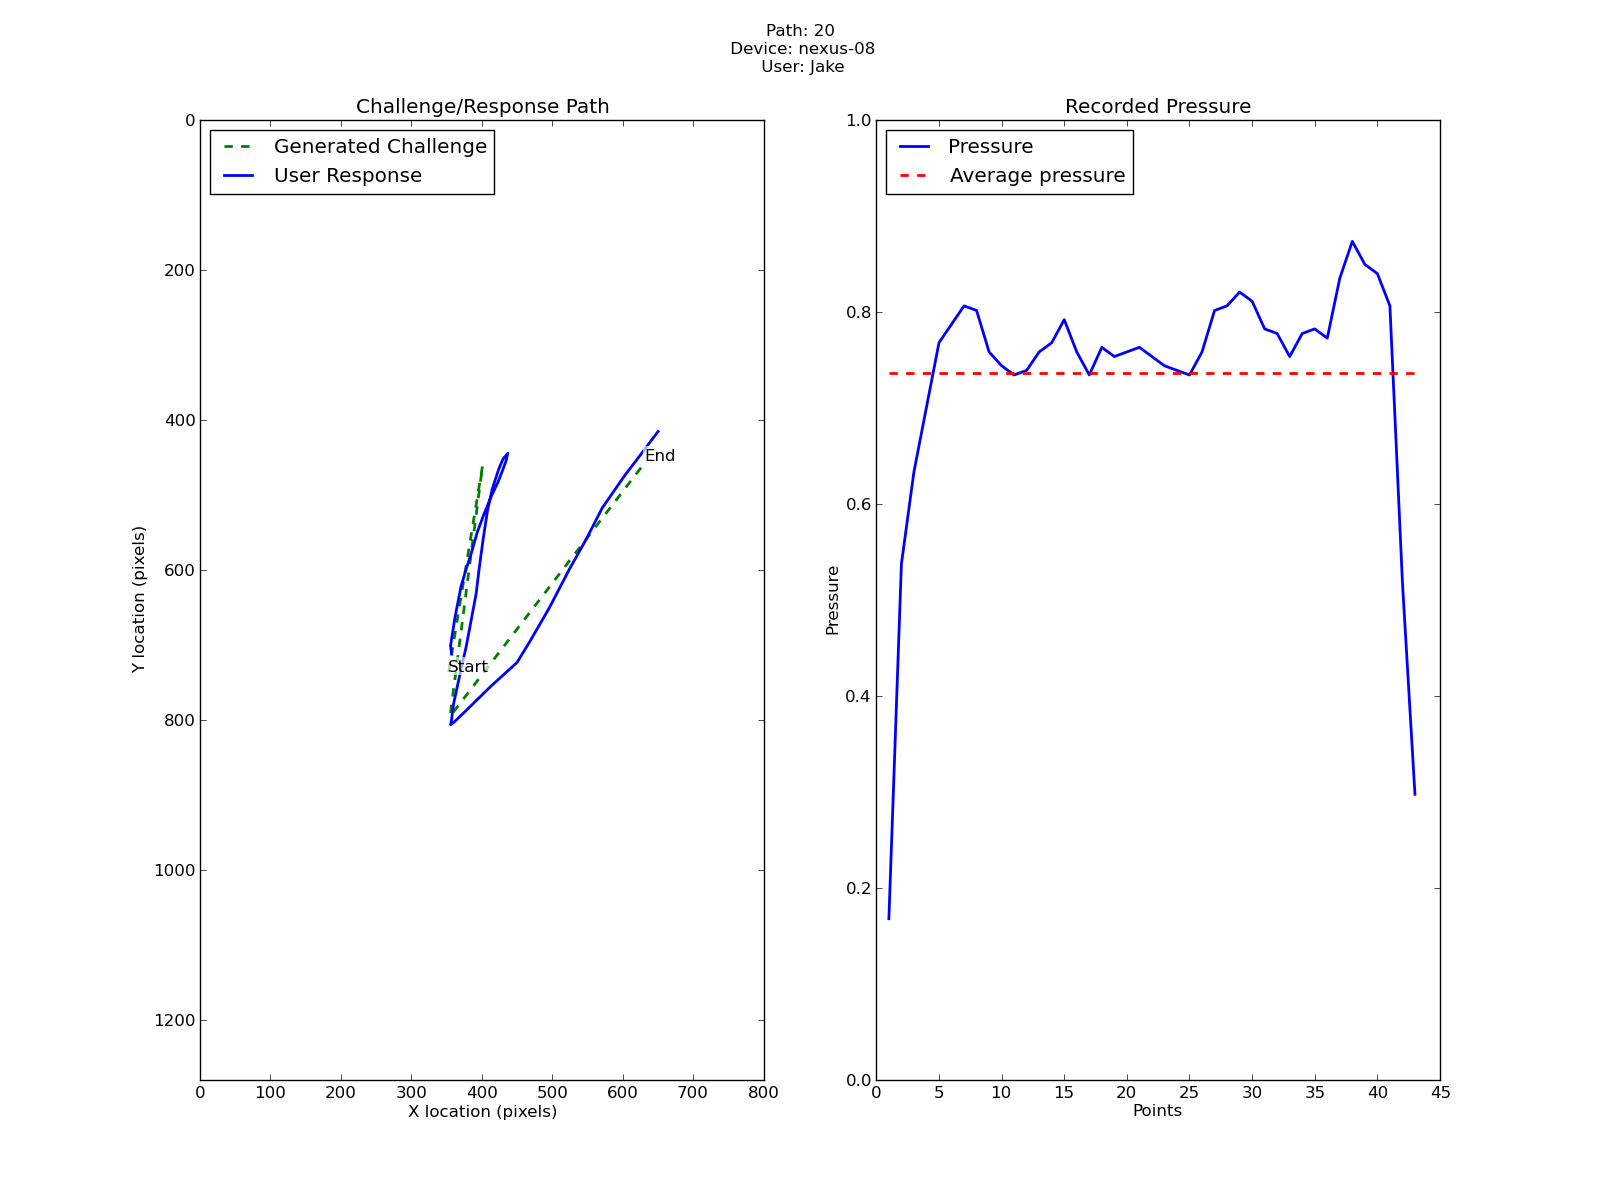 Path: 20
Device: nexus-08
User: Jake
Challenge/Response Path
Generated Challenge
User Response
0
200
400
600
800
1000
1200
Y location (pixels)
Start
End
0 100 200 300 400 500 600 700 800
X location (pixels)
Recorded Pressure
Pressure
Average pressure
1.0
0.8
0.6
0.4
0.2
0.0
Pressure
0 5 10 15 20 25 30 35 40 45
Points